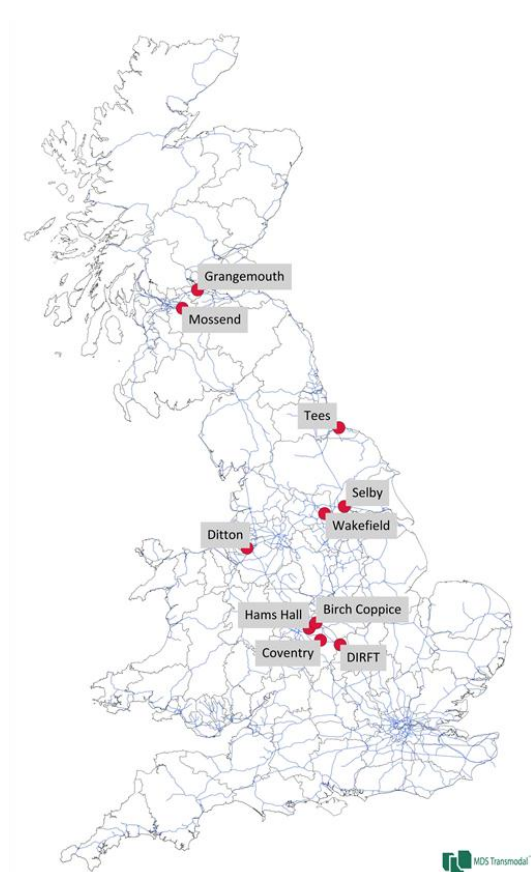 Grangemouth
Mossend
Tees
Selby
Wakefield
Ditton
Birch Coppice
Hams Hall
Coventry
DIRFT
MDS Transmodal